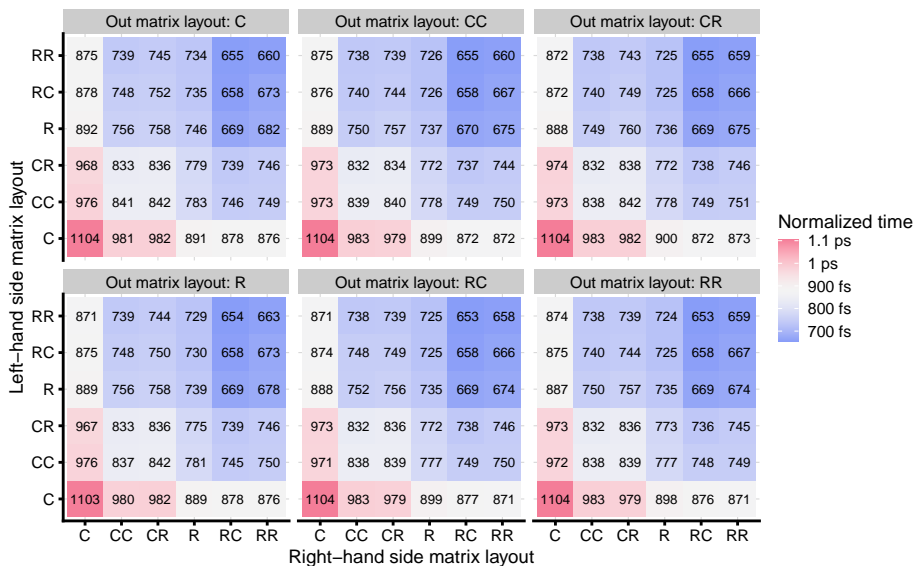 Out matrix layout: C Out matrix layout: CC Out matrix layout: CR
RR 875 739 745 734 655 660 875 738 739 726 655 660 872 738 743 725 655 659
RC 878 748 752 735 658 673 876 740 744 726 658 667 872 740 749 725 658 666
R 892 756 758 746 669 682 889 750 757 737 670 675 888 749 760 736 669 675
CR 968 833 836 779 739 746 973 832 834 772 737 744 974 832 838 772 738 746
CC 976 841 842 783 746 749 973 839 840 778 749 750 973 838 842 778 749 751
C 1104 981 982 891 878 876 1104 983 979 899 872 872 1104 983 982 900 872 873
Out matrix layout: R Out matrix layout: RC Out matrix layout: RR
RR 871 739 744 729 654 663 871 738 739 725 653 658 874 738 739 724 653 659
RC 875 748 750 730 658 673 874 748 749 725 658 666 875 740 744 725 658 667
R 889 756 758 739 669 678 888 752 756 735 669 674 887 750 757 735 669 674
CR 967 833 836 775 739 746 973 832 836 772 738 746 973 832 836 773 736 745
CC 976 837 842 781 745 750 971 838 839 777 749 750 972 838 839 777 748 749
C 1103 980 982 889 878 876 1104 983 979 899 877 871 1104 983 979 898 876 871
C CC CR R RC RR C CC CR R RC RR C CC CR R RC RR
Right−hand side matrix layout
Left−hand side matrix layout
Normalized time
1.1 ps
1 ps
900 fs
800 fs
700 fs